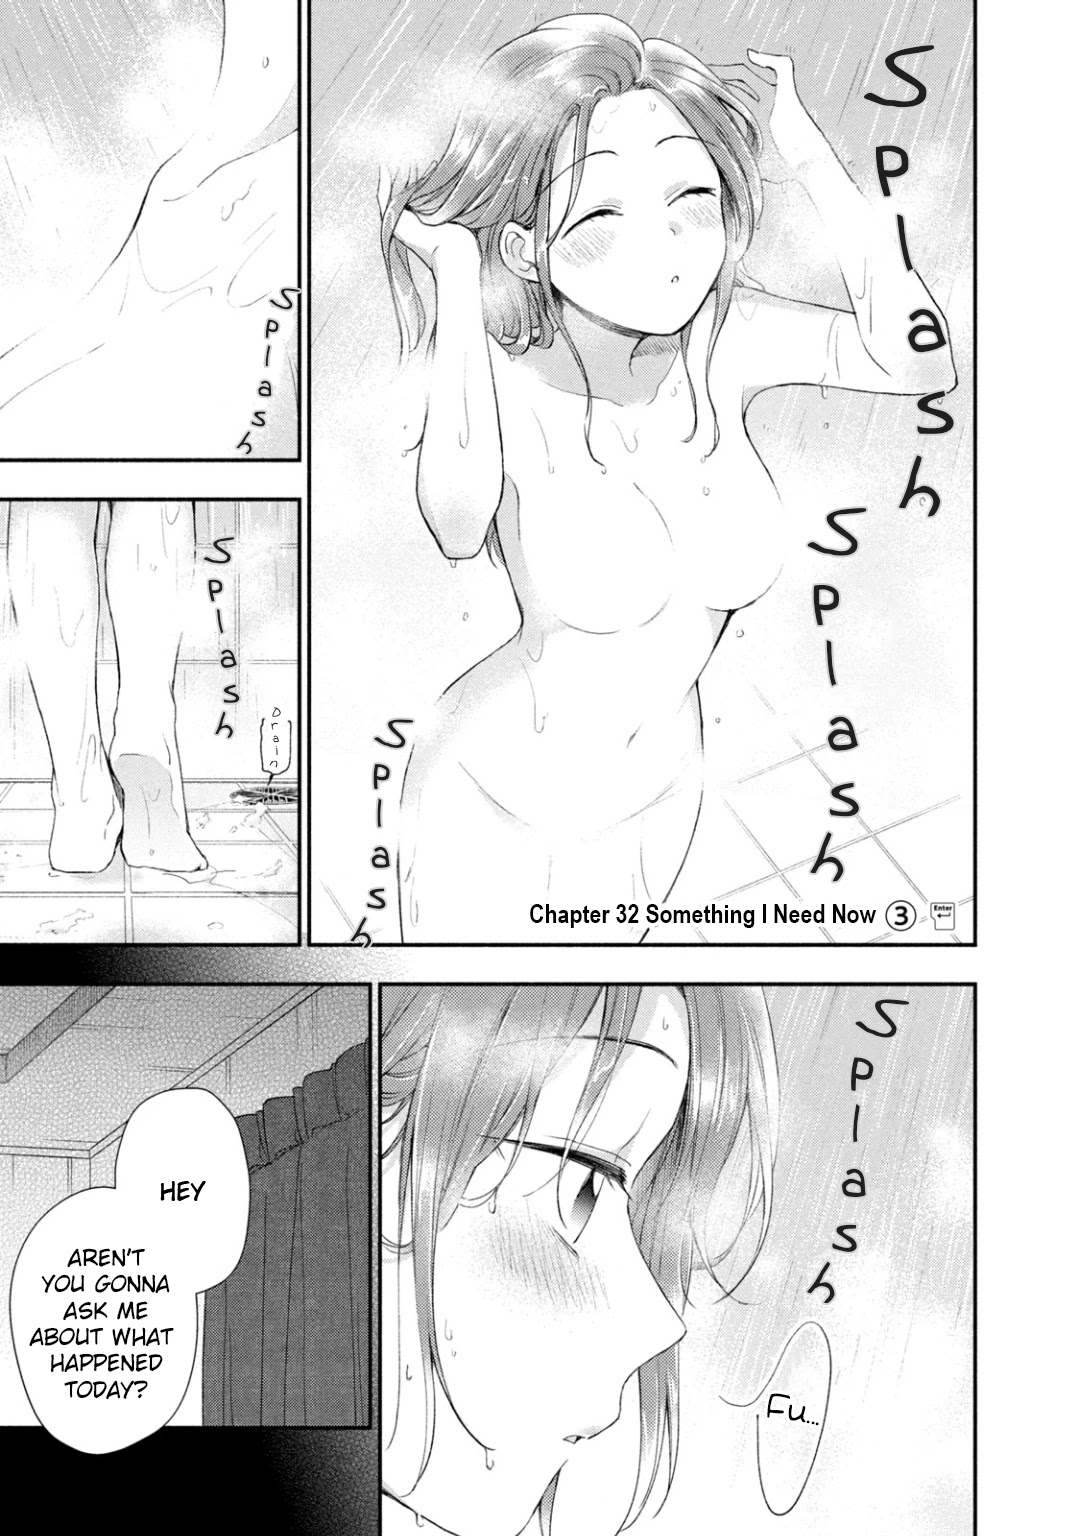 Splash
Splash
Splash
Chapter 32 Something I Need Now ③ Enter
Splash
Splash
Drain
Splash
Fu...
HEY
AREN'T
YOU GONNA
ASK ME
ABOUT WHAT
HAPPENED
TODAY?